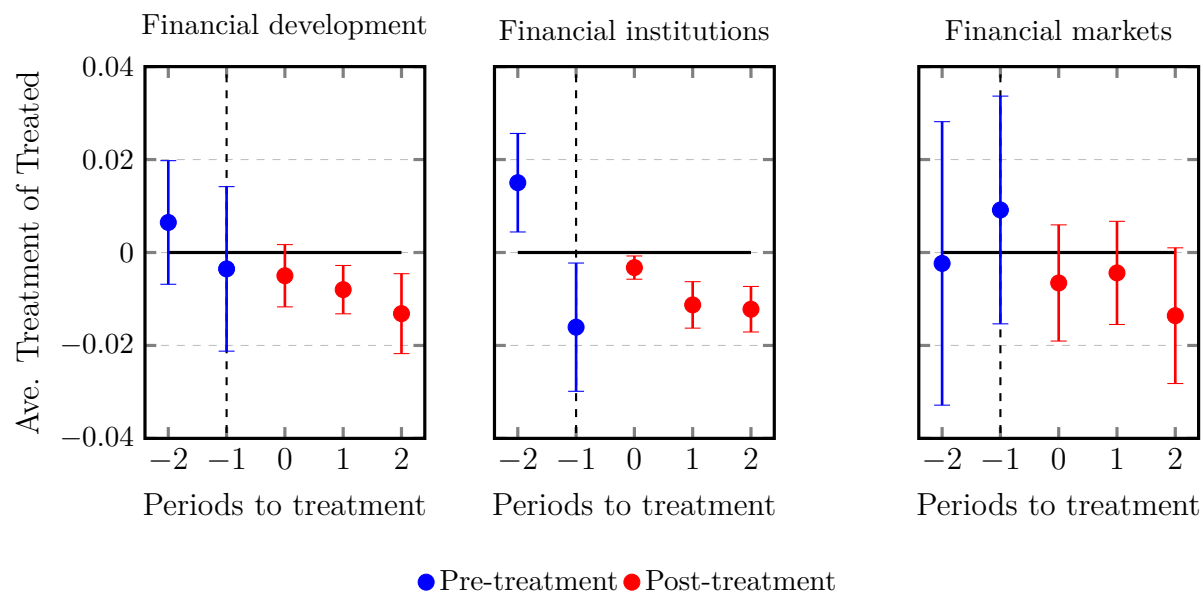 Financial development
Financial institutions
Financial markets
Ave. Treatment of Treated
0.04
0.02
0
−0.02
−0.04
−2 −1 0 1 2
−2 −1 0 1 2
−2 −1 0 1 2
Periods to treatment
Periods to treatment
Periods to treatment
Pre-treatment Post-treatment